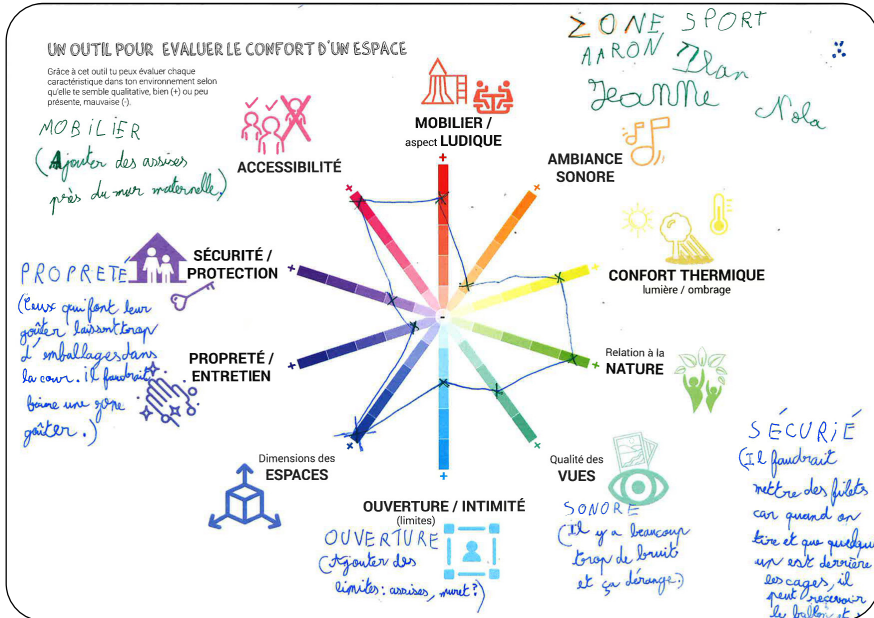 UN OUTIL POUR EVALUER LE CONFORT D'UN ESPACE
Grâce à cet outil tu peux évaluer chaque
caractéristique dans ton environnement selon
qu'elle te semble qualitative, bien (+) ou peu
présente, mauvaise (-).
ZONE SPORT
AARON
Ilan
JeaNNe
Nola
MOBILIER
(Ajouter des assises
près du mur maternelle)
ACCESSIBILITÉ
MOBILIER /
aspect LUDIQUE
AMBIANCE
SONORE
CONFORT THERMIQUE
lumière / ombrage
Relation à la
NATURE
Qualité des
VUES
OUVERTURE / INTIMITÉ
(limites)
Dimensions des
ESPACES
PROPRETÉ /
ENTRETIEN
SÉCURITÉ /
PROTECTION
+
+
+
+
+
+
+
+
+
+
-
PROPRETÉ
(Ceux qui font leur
goûter laissent trop
d'emballages dans
la cour. il faudrait
faire une zone
goûter.)
OUVERTURE
(Ajouter des
limites : assises, muret ?)
SONORE
(Il y a beaucoup
trop de bruit
et ça dérange.)
SÉCURIÉ
(Il faudrait
mettre des filets
car quand on
tire et que quelqu
un est derrière
les cages, il
peut recevoir
le ballon et